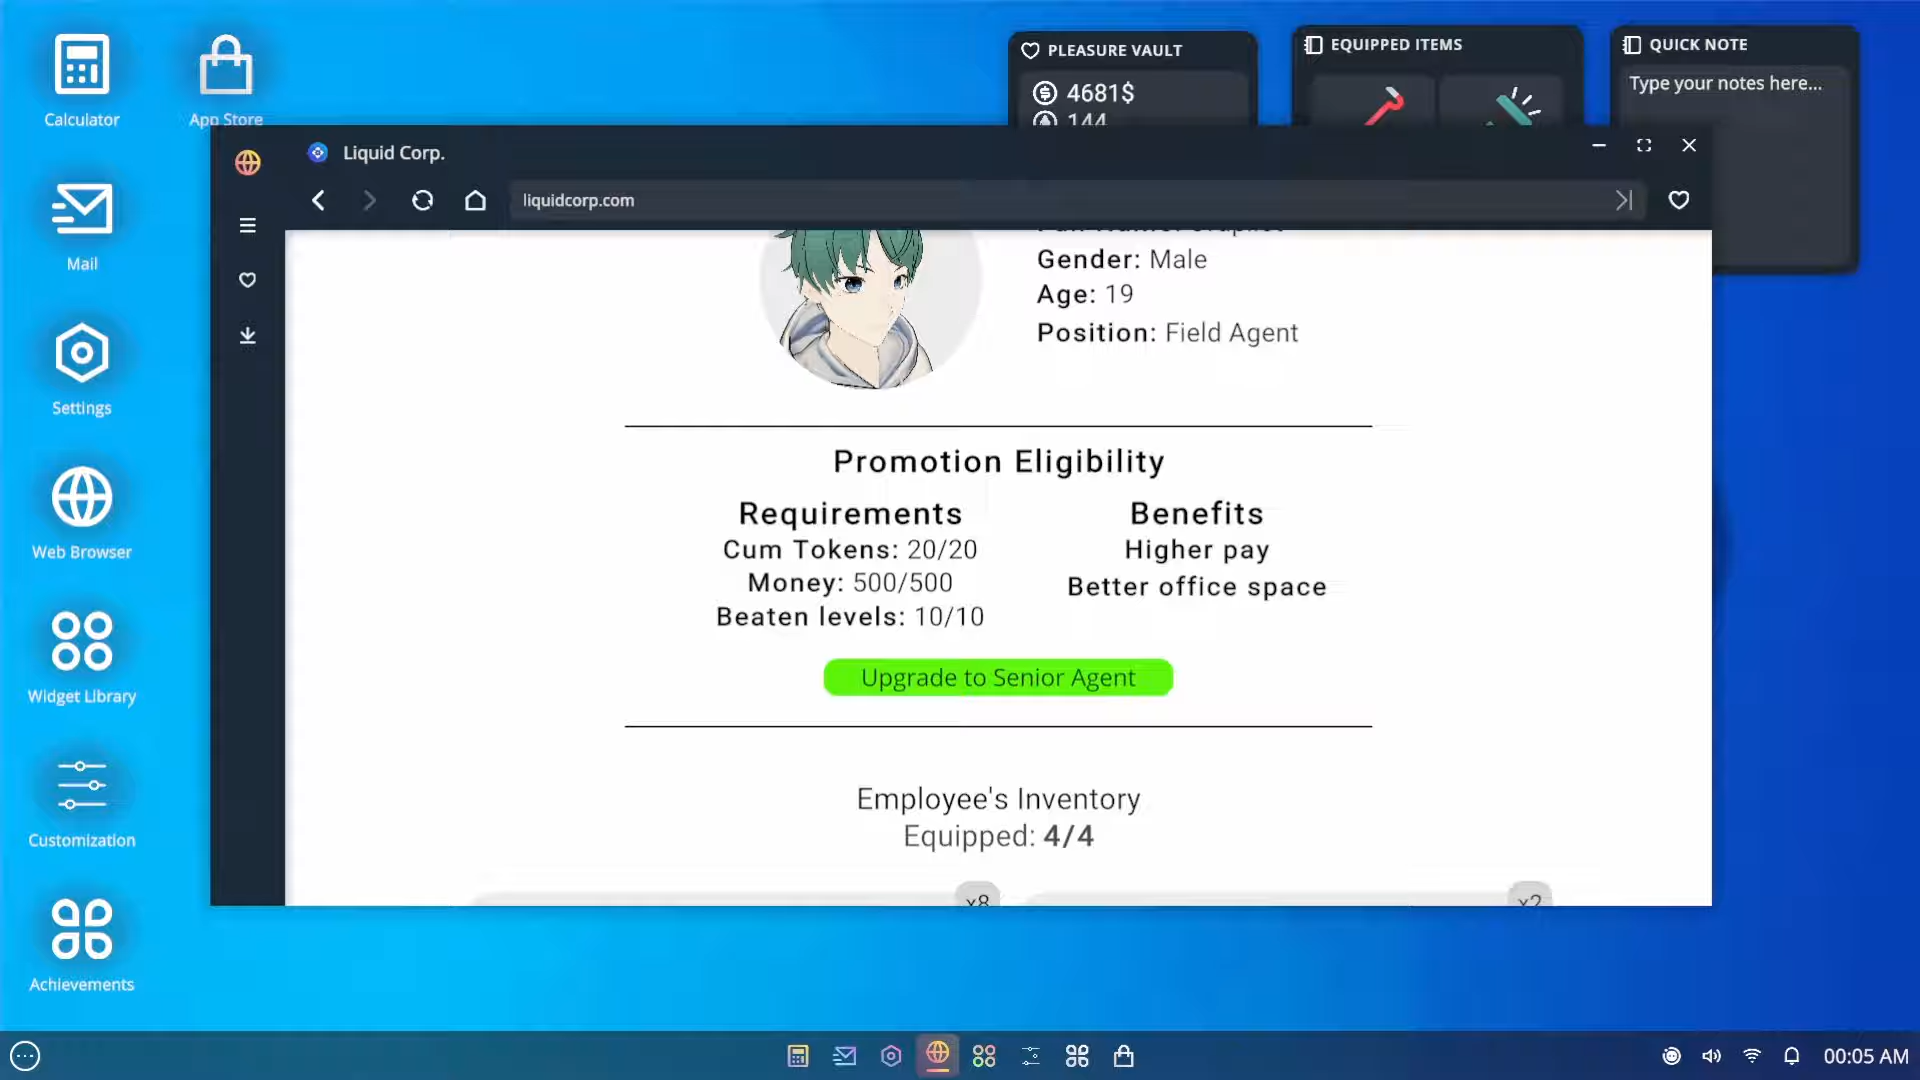 Calculator
App Store
Mail
Settings
Web Browser
Widget Library
Customization
Achievements
PLEASURE VAULT
4681$
144
EQUIPPED ITEMS
QUICK NOTE
Type your notes here...
Liquid Corp.
liquidcorp.com
Gender: Male
Age: 19
Position: Field Agent
Promotion Eligibility
Requirements
Cum Tokens: 20/20
Money: 500/500
Beaten levels: 10/10
Benefits
Higher pay
Better office space
Upgrade to Senior Agent
Employee's Inventory
Equipped: 4/4
x8
x2
00:05 AM